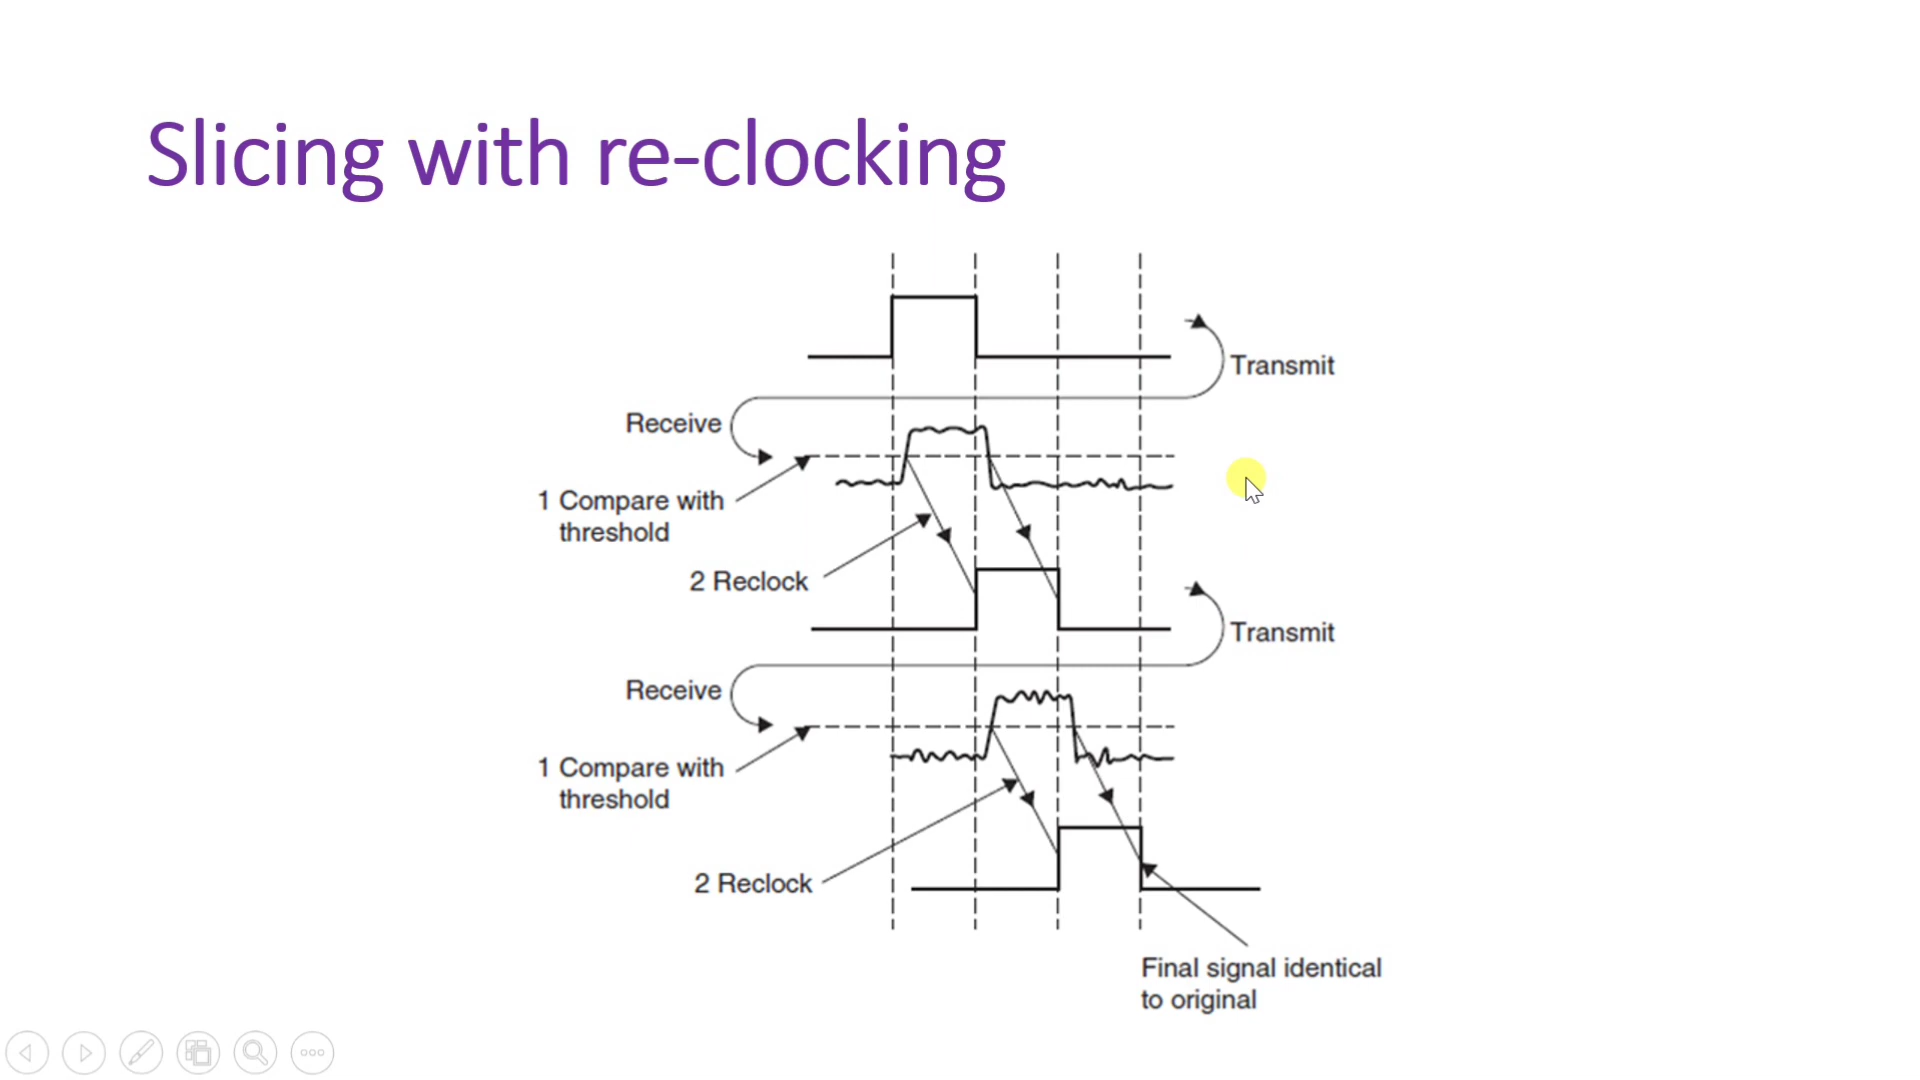 Slicing with re-clocking
Transmit
Receive
1 Compare with
threshold
2 Reclock
Transmit
Receive
1 Compare with
threshold
2 Reclock
Final signal identical
to original